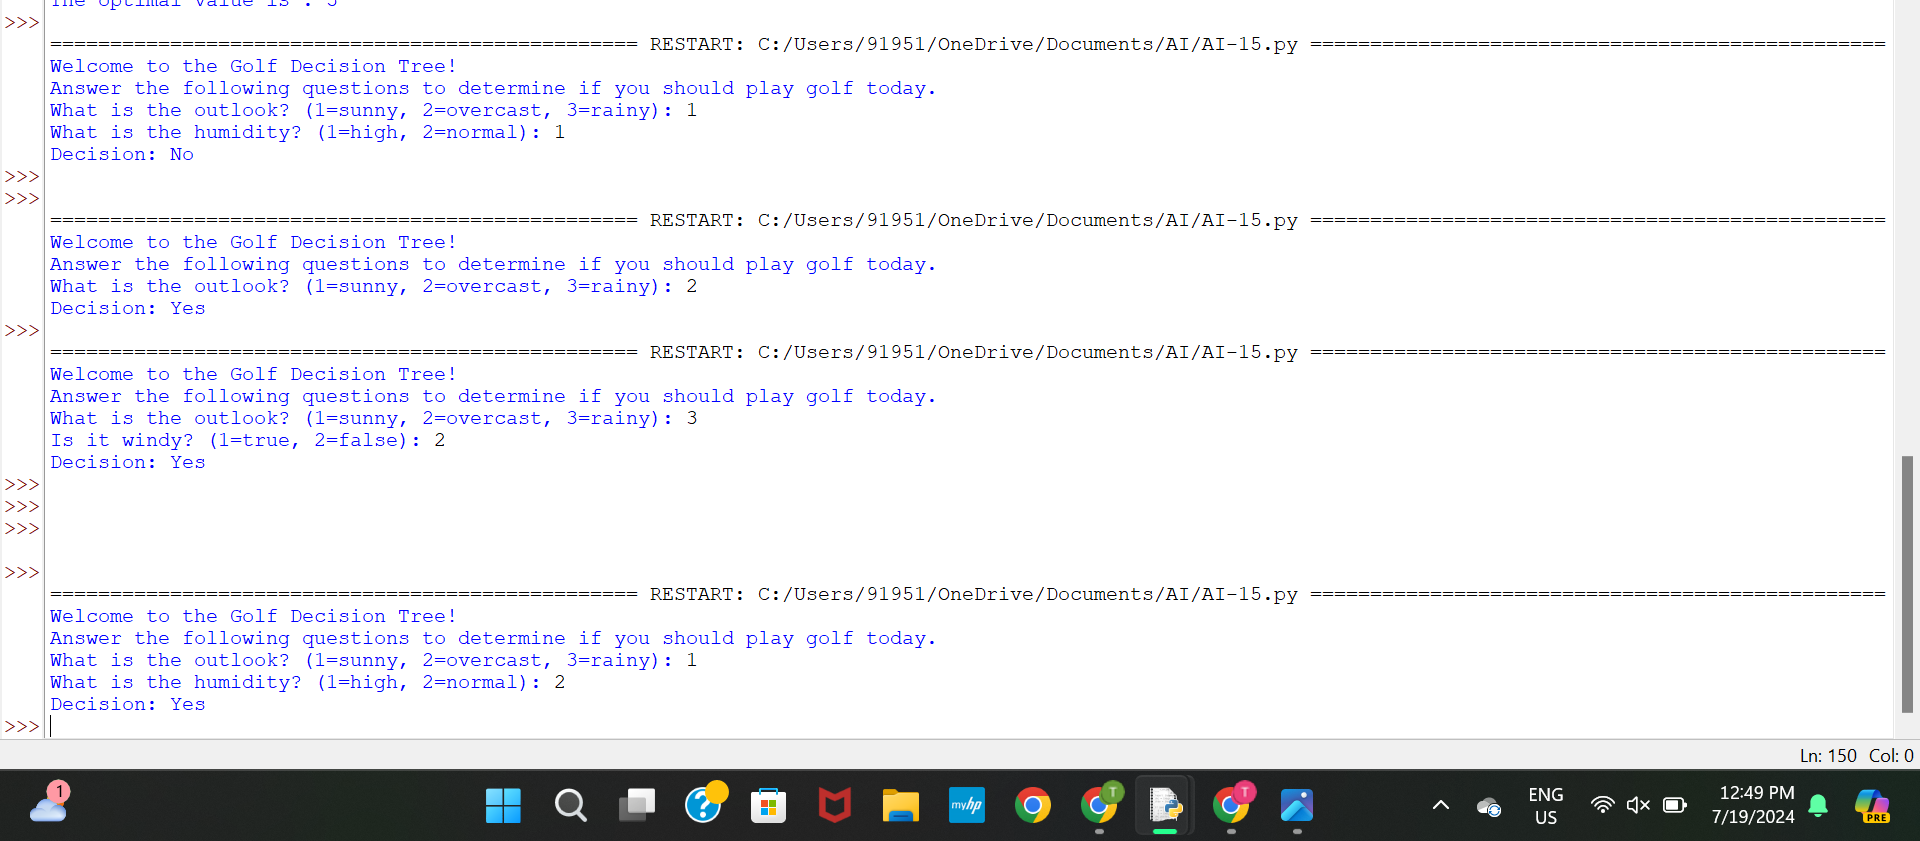 The optimal value is : 5
>>>
================================================= RESTART: C:/Users/91951/OneDrive/Documents/AI/AI-15.py ================================================
Welcome to the Golf Decision Tree!
Answer the following questions to determine if you should play golf today.
What is the outlook? (1=sunny, 2=overcast, 3=rainy): 1
What is the humidity? (1=high, 2=normal): 1
Decision: No
>>>
>>>
================================================= RESTART: C:/Users/91951/OneDrive/Documents/AI/AI-15.py ================================================
Welcome to the Golf Decision Tree!
Answer the following questions to determine if you should play golf today.
What is the outlook? (1=sunny, 2=overcast, 3=rainy): 2
Decision: Yes
>>>
================================================= RESTART: C:/Users/91951/OneDrive/Documents/AI/AI-15.py ================================================
Welcome to the Golf Decision Tree!
Answer the following questions to determine if you should play golf today.
What is the outlook? (1=sunny, 2=overcast, 3=rainy): 3
Is it windy? (1=true, 2=false): 2
Decision: Yes
>>>
>>>
>>>
>>>
================================================= RESTART: C:/Users/91951/OneDrive/Documents/AI/AI-15.py ================================================
Welcome to the Golf Decision Tree!
Answer the following questions to determine if you should play golf today.
What is the outlook? (1=sunny, 2=overcast, 3=rainy): 1
What is the humidity? (1=high, 2=normal): 2
Decision: Yes
>>>
Ln: 150 Col: 0
1
myhp
T
T
ENG
US
12:49 PM
7/19/2024
PRE